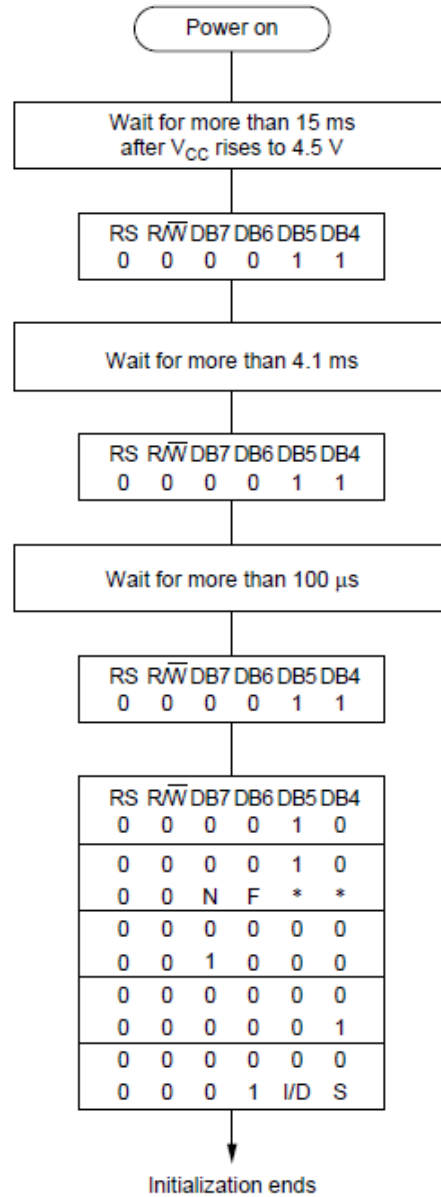 Power on
Wait for more than 15 ms
after VCC rises to 4.5 V
RS R/W̅ DB7 DB6 DB5 DB4
0 0 0 0 1 1
Wait for more than 4.1 ms
RS R/W̅ DB7 DB6 DB5 DB4
0 0 0 0 1 1
Wait for more than 100 μs
RS R/W̅ DB7 DB6 DB5 DB4
0 0 0 0 1 1
RS R/W̅ DB7 DB6 DB5 DB4
0 0 0 0 1 0
0 0 0 0 1 0
0 0 N F * *
0 0 0 0 0 0
0 0 1 0 0 0
0 0 0 0 0 0
0 0 0 0 0 1
0 0 0 0 0 0
0 0 0 1 I/D S
Initialization ends